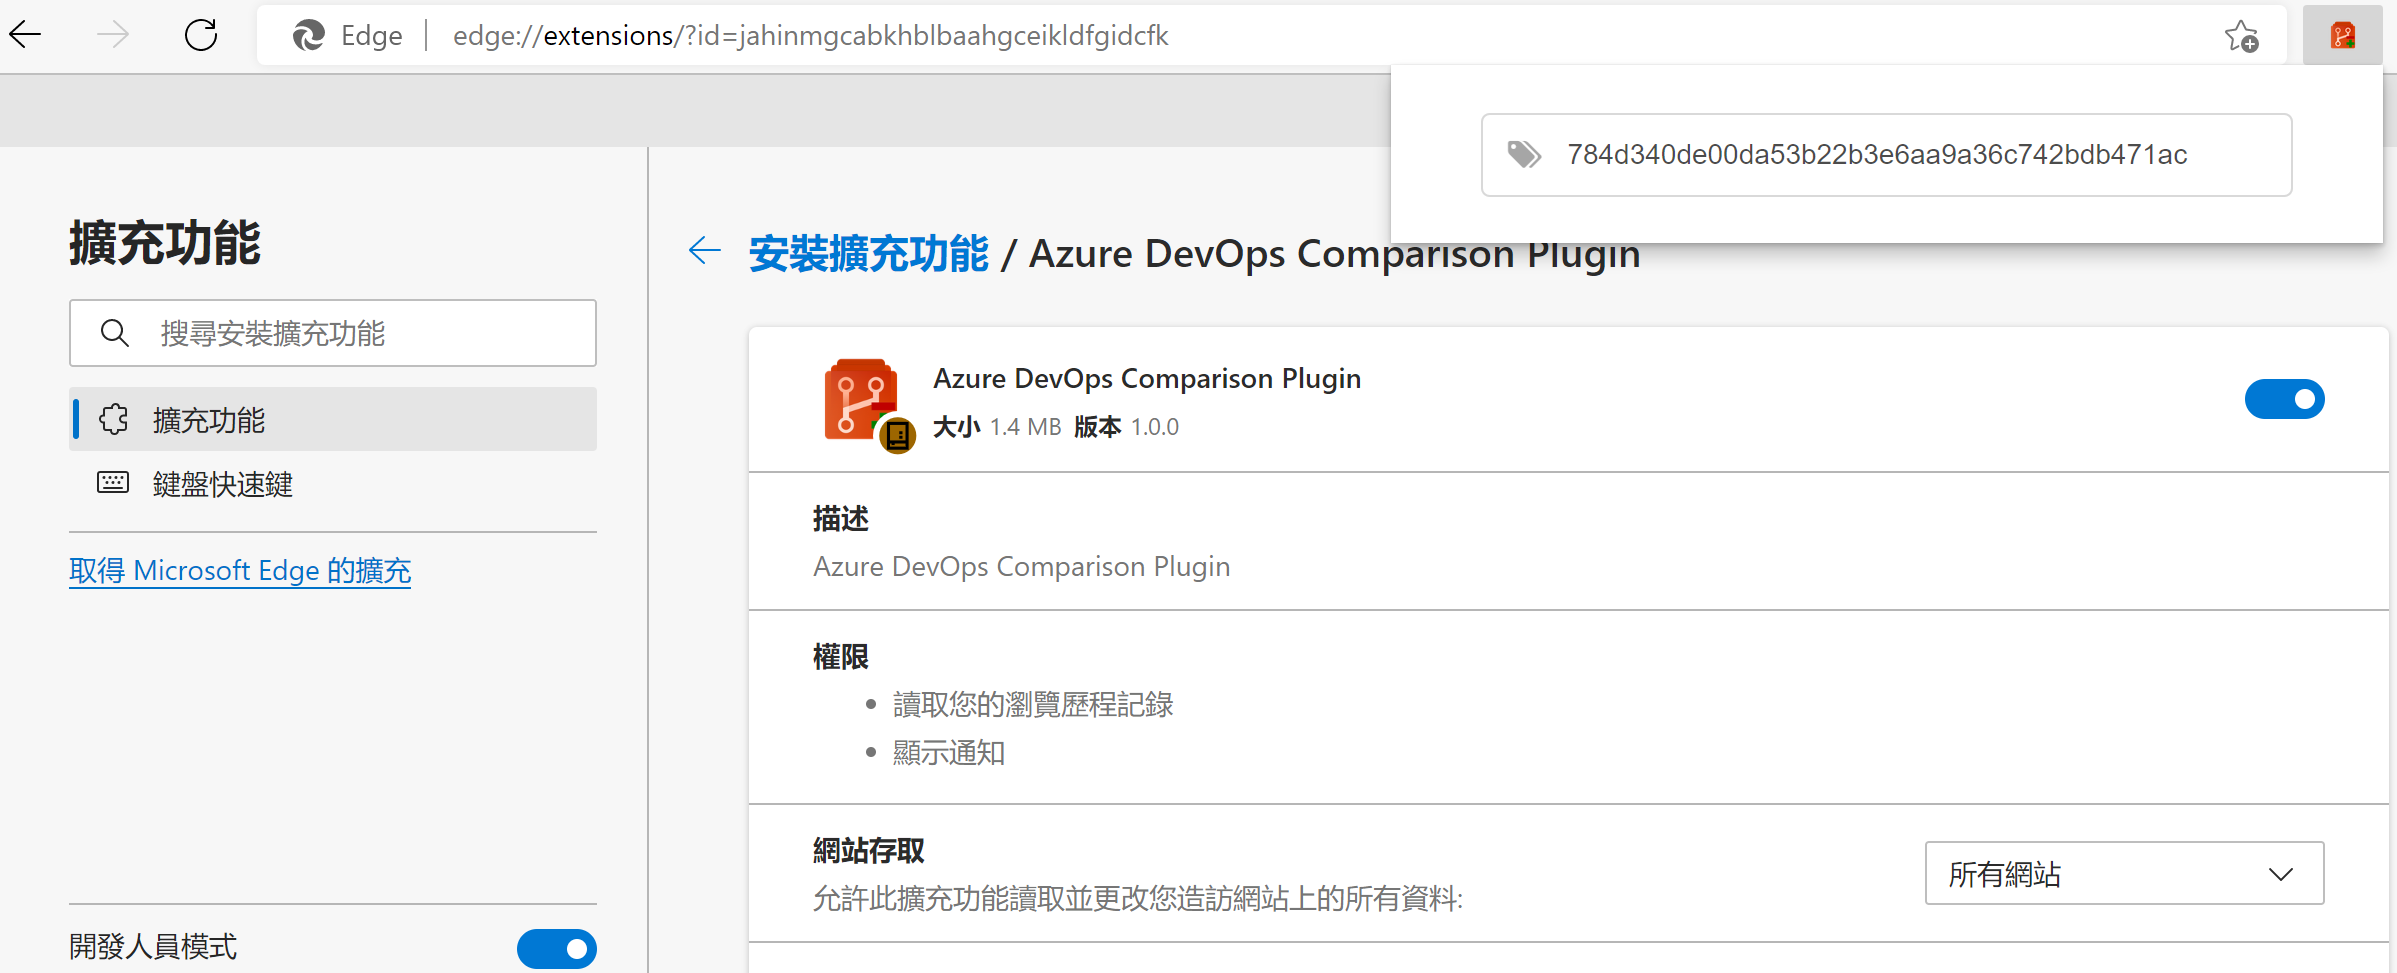 Edge
edge://extensions/?id=jahinmgcabkhblbaahgceikldfgidcfk
784d340de00da53b22b3e6aa9a36c742bdb471ac
擴充功能
搜尋安裝擴充功能
擴充功能
鍵盤快速鍵
取得 Microsoft Edge 的擴充
開發人員模式
安裝擴充功能 / Azure DevOps Comparison Plugin
Azure DevOps Comparison Plugin
大小 1.4 MB 版本 1.0.0
描述
Azure DevOps Comparison Plugin
權限
讀取您的瀏覽歷程記錄
顯示通知
網站存取
允許此擴充功能讀取並更改您造訪網站上的所有資料:
所有網站